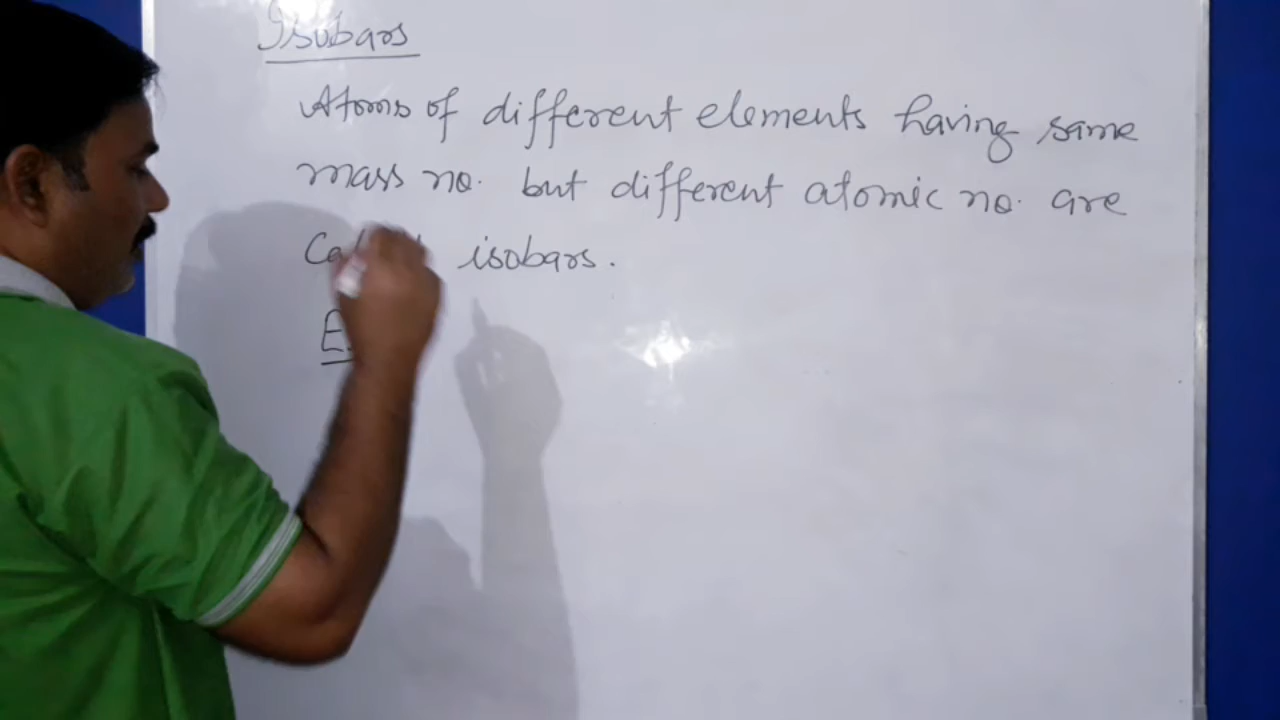 Isobars
Atoms of different elements having same
mass no. but different atomic no. are
isobars.